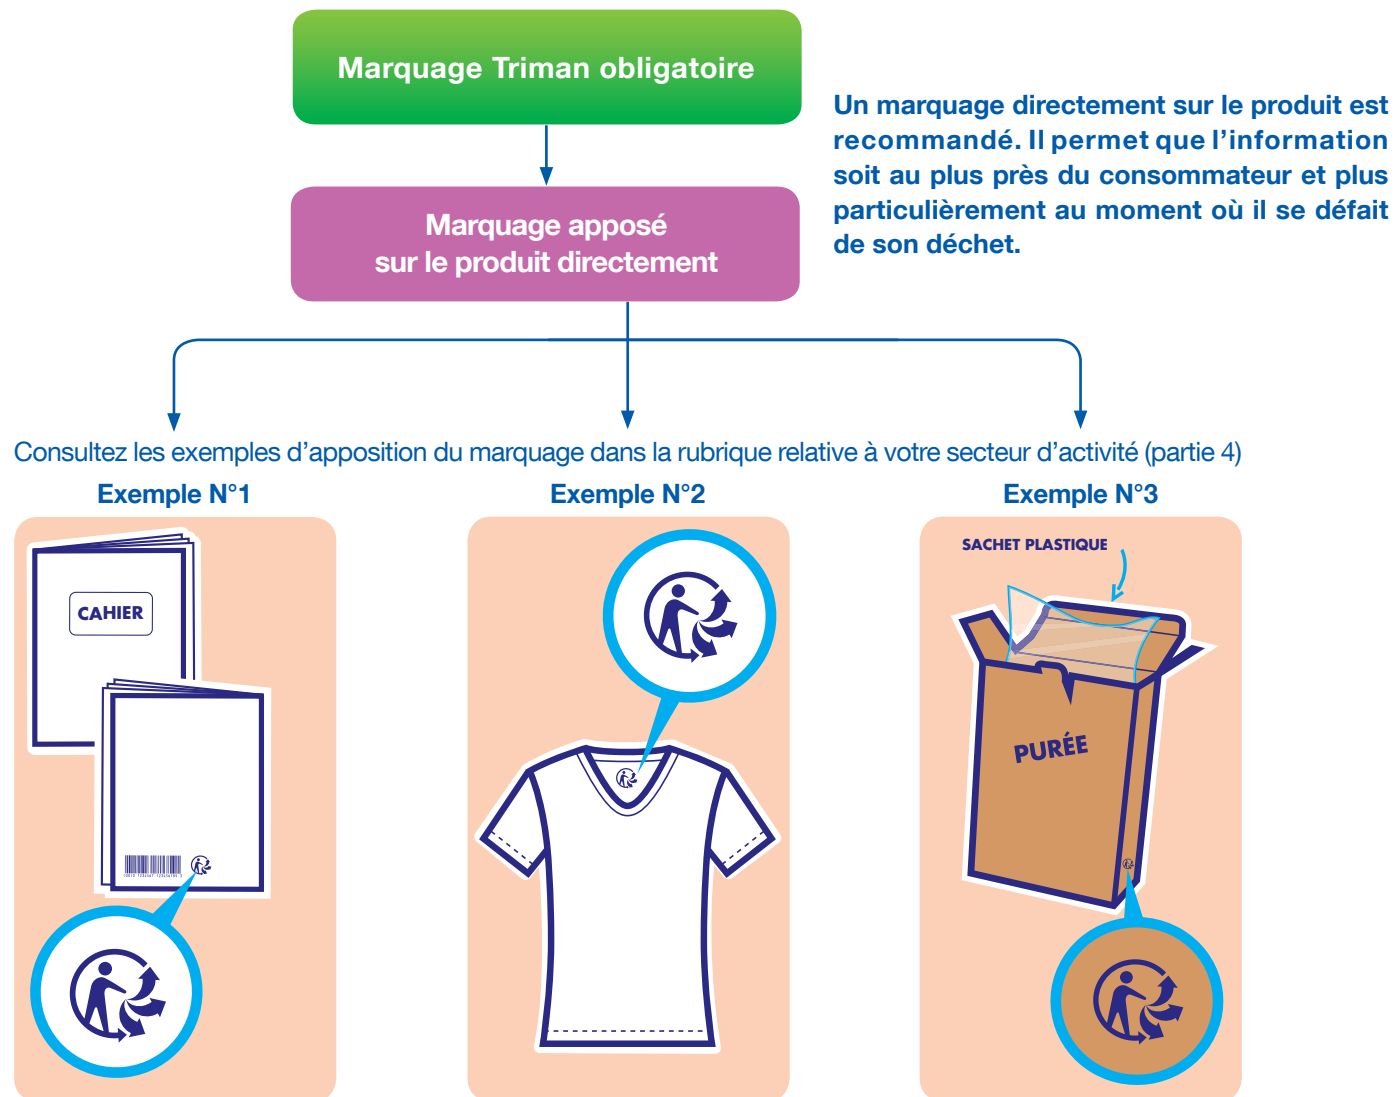 Marquage Triman obligatoire
Un marquage directement sur le produit est
recommandé. Il permet que l'information
soit au plus près du consommateur et plus
particulièrement au moment où il se défait
de son déchet.
Marquage apposé
sur le produit directement
Consultez les exemples d'apposition du marquage dans la rubrique relative à votre secteur d'activité (partie 4)
Exemple N°1
Exemple N°2
Exemple N°3
CAHIER
SACHET PLASTIQUE
PURÉE